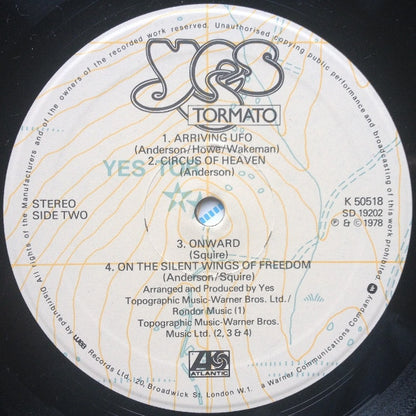 All rights of the Manufacturers and of the owners of the recorded work reserved. Unauthorised copying public performance and broadcasting of this work prohibited.
Yes
TORMATO
1. ARRIVING UFO
(Anderson/Howe/Wakeman)
2. CIRCUS OF HEAVEN
(Anderson)
YES TOR
STEREO
SIDE TWO
K 50518
SD 19202
℗ & © 1978
3. ONWARD
(Squire)
4. ON THE SILENT WINGS OF FREEDOM
(Anderson/Squire)
Arranged and Produced by Yes
Topographic Music-Warner Bros. Ltd./
Rondor Music (1)
Topographic Music-Warner Bros.
Music Ltd. (2, 3 & 4)
ATLANTIC
Distributed by wea Records Ltd., 20, Broadwick St. London W.1. a Warner Communications Company